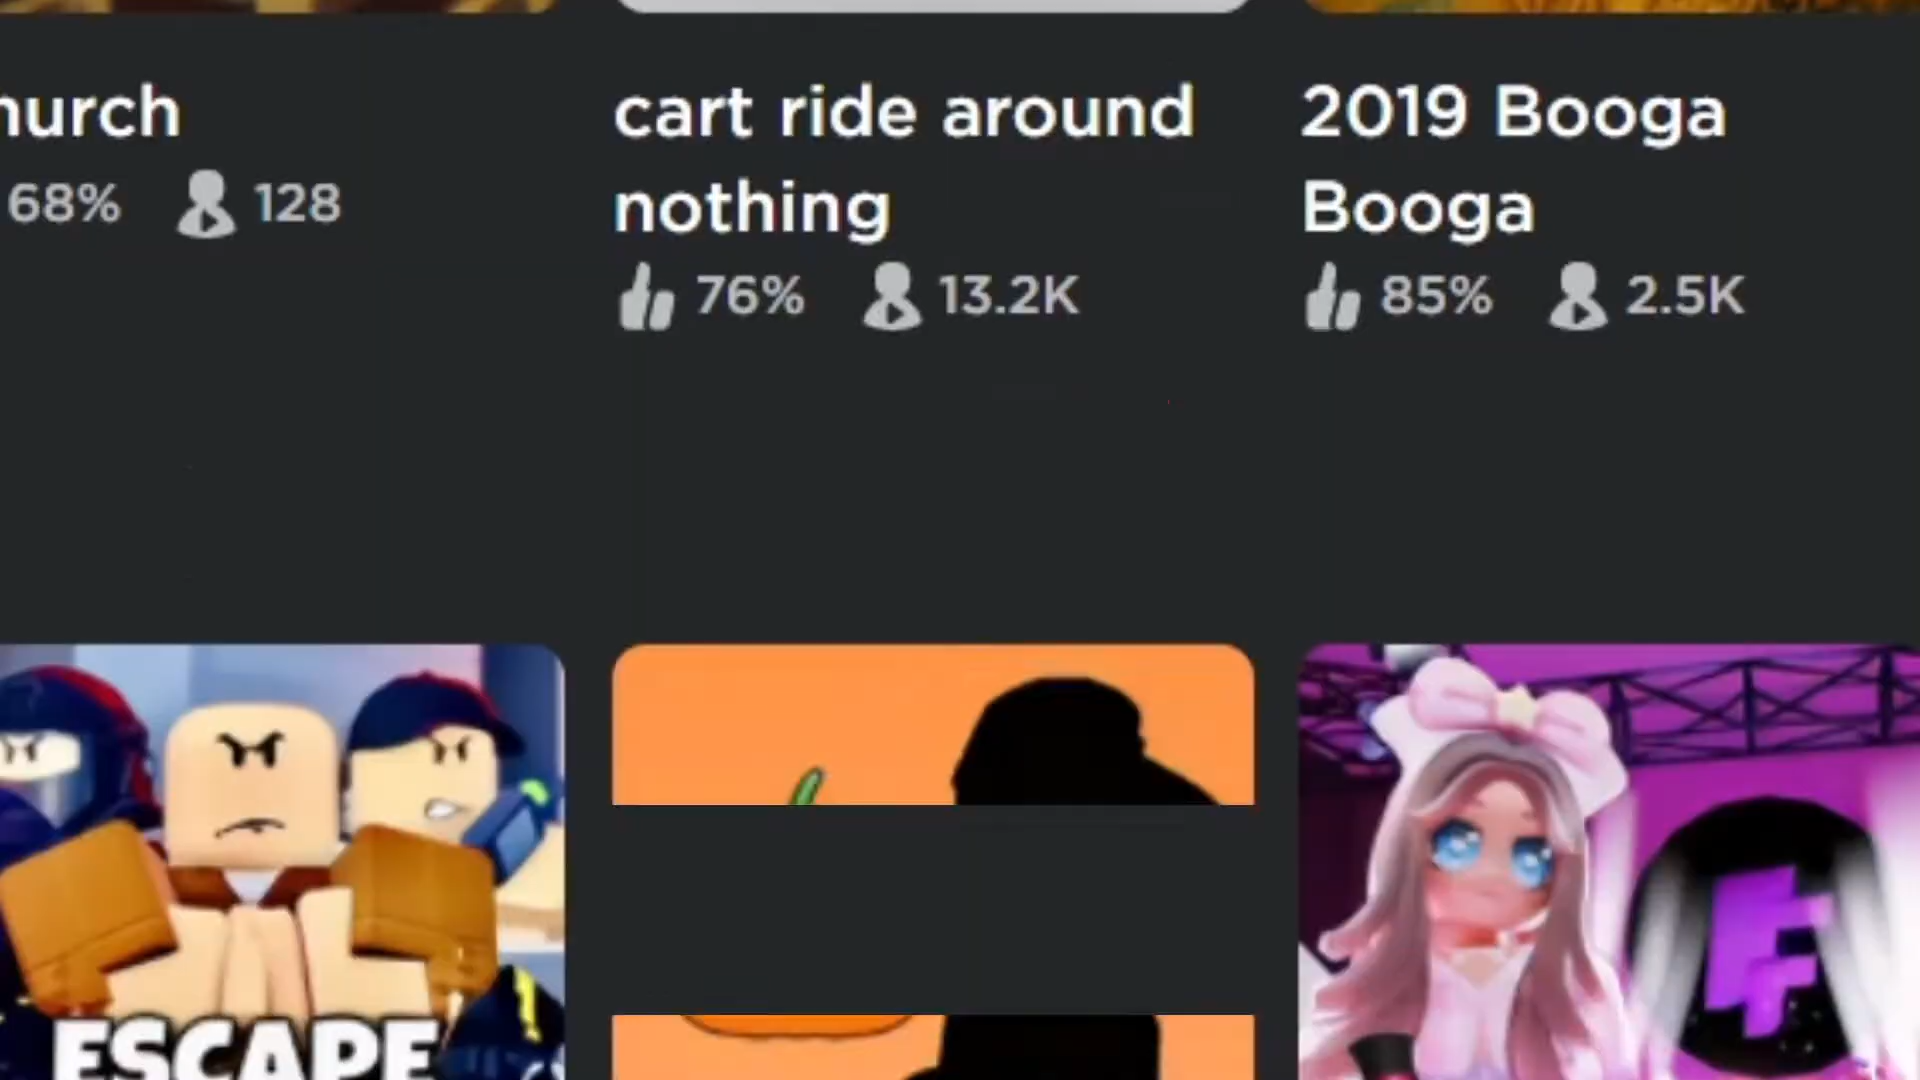 hurch
68% 128
cart ride around
nothing
76% 13.2K
2019 Booga
Booga
85% 2.5K
ESCAPE
F